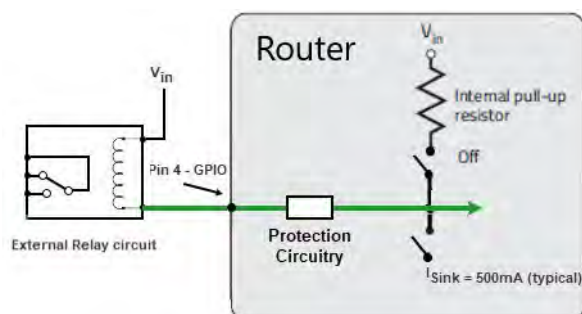 Router
Vin
Internal pull-up
resistor
Off
Vin
Pin 4 - GPIO
External Relay circuit
Protection
Circuitry
ISink = 500mA (typical)